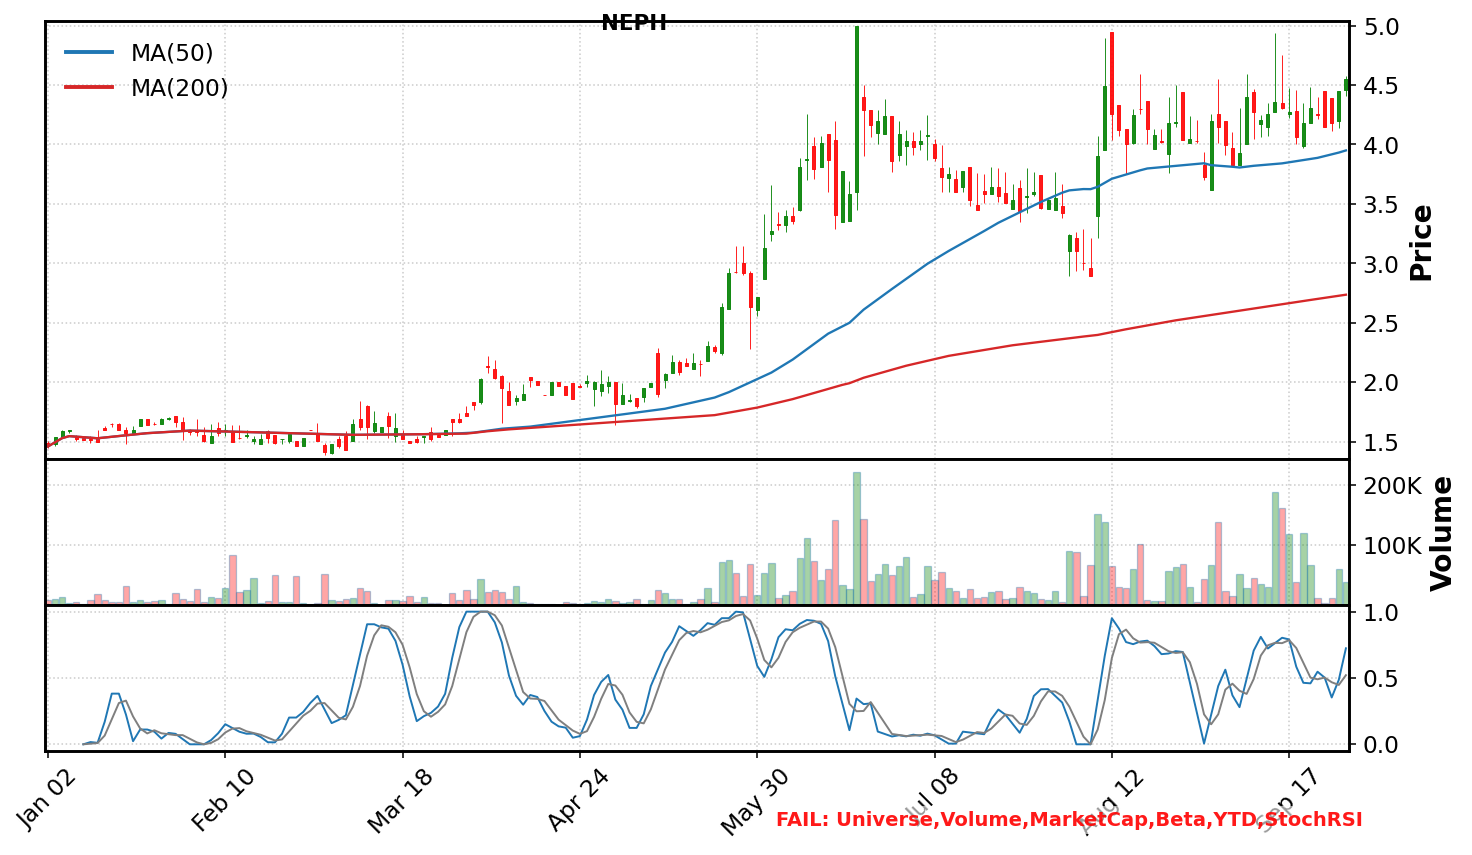 NEPH
MA(50)
MA(200)
5.0
4.5
4.0
3.5
3.0
2.5
2.0
1.5
Price
200K
100K
Volume
1.0
0.5
0.0
Jan 02
Feb 10
Mar 18
Apr 24
May 30
Jul 08
Aug 12
Sep 17
FAIL: Universe,Volume,MarketCap,Beta,YTD,StochRSI